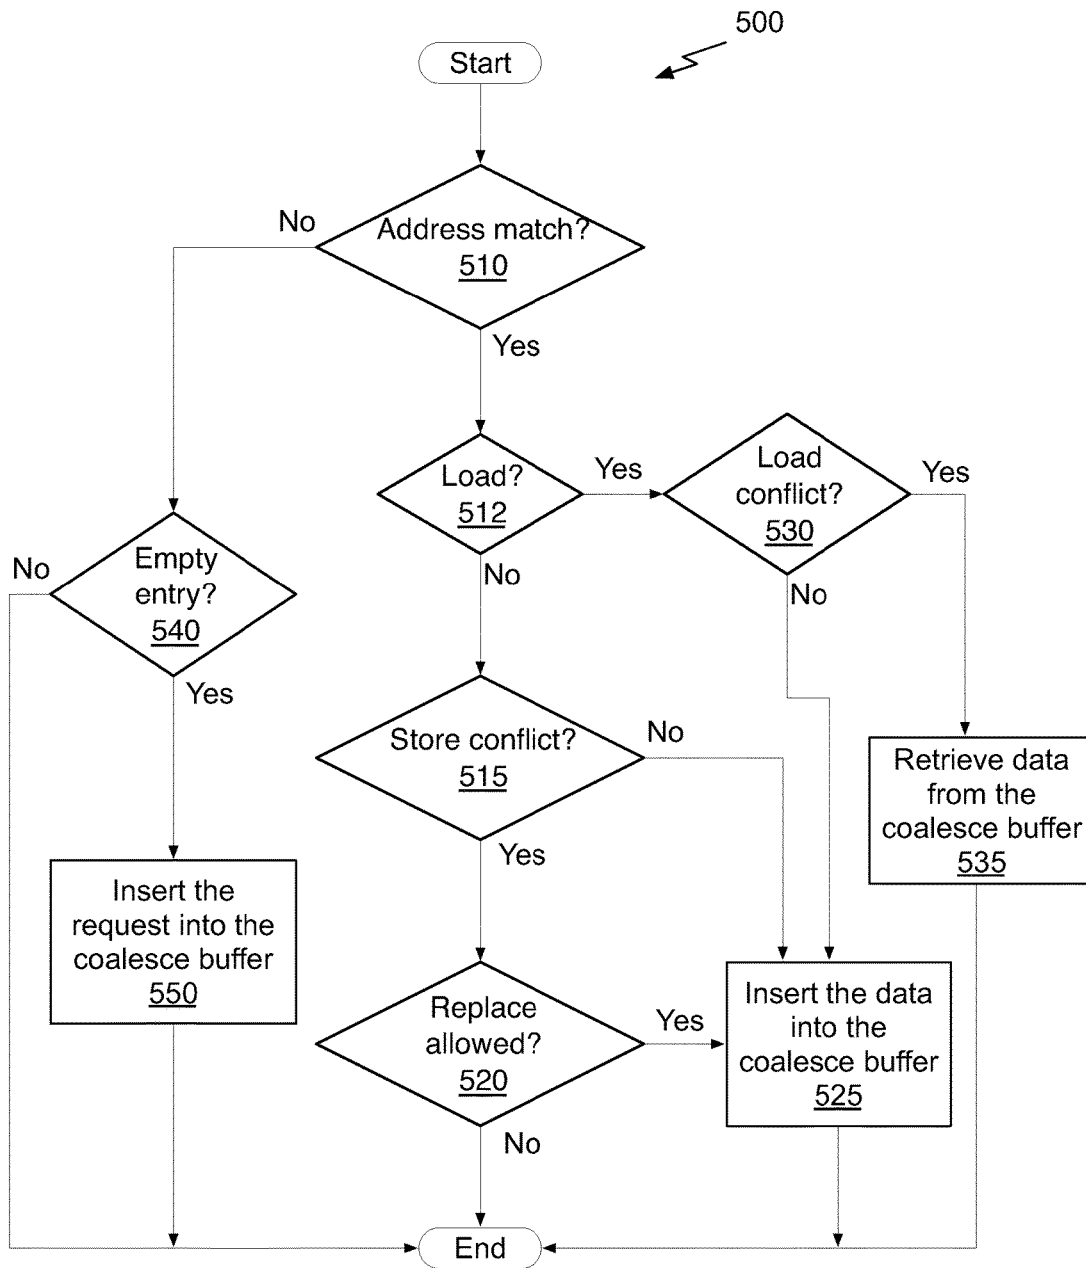 500
Start
No
Address match?
510
Yes
Load?
512
Yes
Load
conflict?
530
Yes
No
No
No
Empty
entry?
540
Yes
Store conflict?
515
No
Yes
Retrieve data
from the
coalesce buffer
535
Insert the
request into the
coalesce buffer
550
Replace
allowed?
520
Yes
Insert the data
into the
coalesce buffer
525
No
End